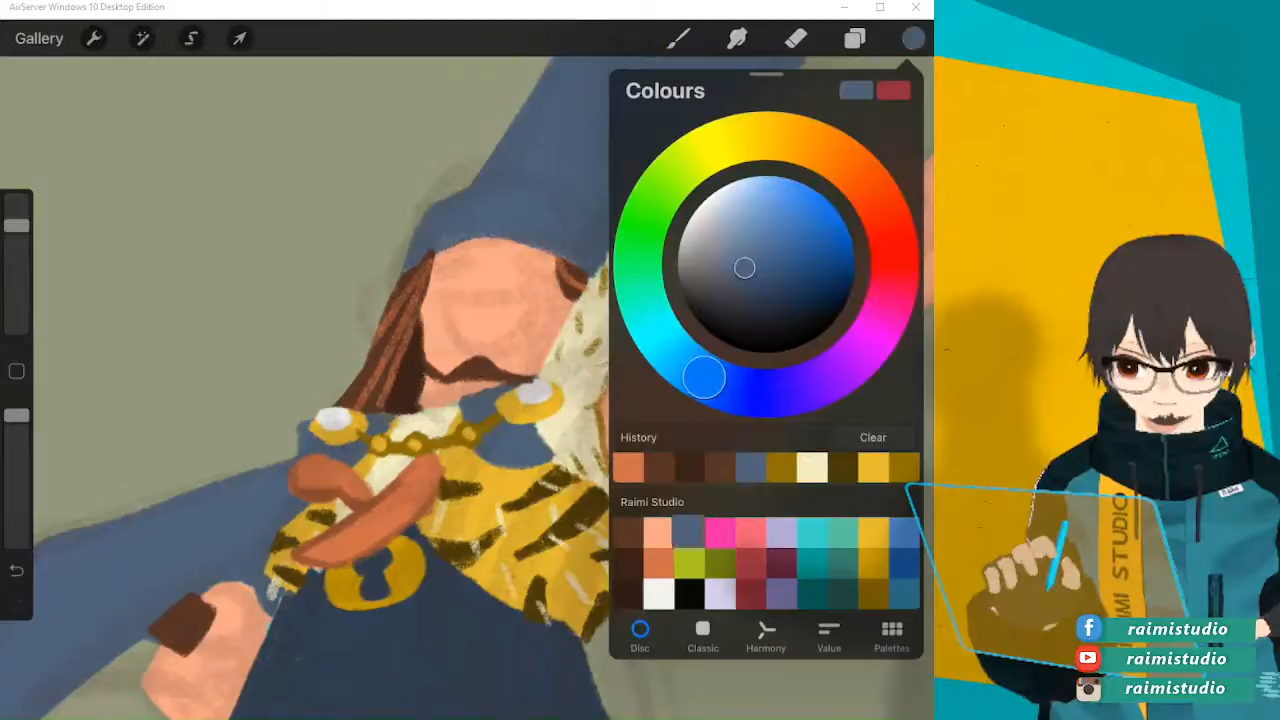 AirServer Windows 10 Desktop Edition
Gallery
Colours
History
Clear
Raimi Studio
Disc
Classic
Harmony
Value
Palettes
STUDIO
raimistudio
raimistudio
raimistudio